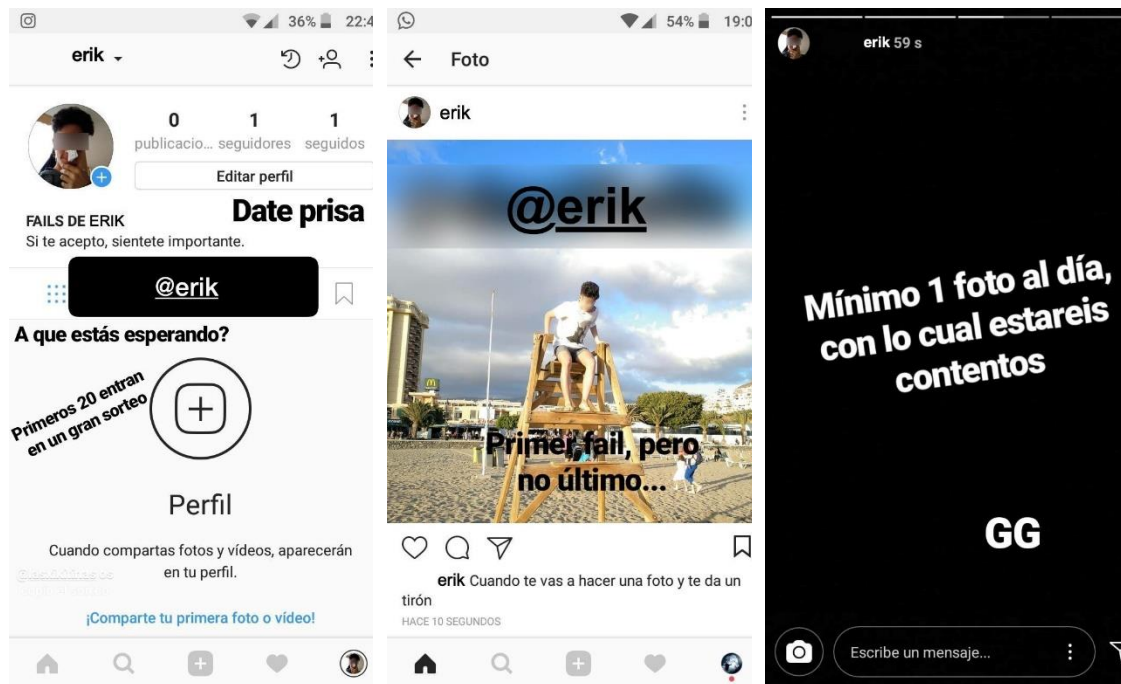 36% 22:4
erik
0 1 1
publicacio... seguidores seguidos
Editar perfil
FAILS DE ERIK
Date prisa
Si te acepto, sientete importante.
@erik
A que estás esperando?
Primeros 20 entran
en un gran sorteo
Perfil
Cuando compartas fotos y vídeos, aparecerán
en tu perfil.
¡Comparte tu primera foto o vídeo!
54% 19:0
Foto
erik
@erik
Primer fail, pero
no último...
erik Cuando te vas a hacer una foto y te da un
tirón
HACE 10 SEGUNDOS
erik 59 s
Mínimo 1 foto al día,
con lo cual estareis
contentos
GG
Escribe un mensaje...